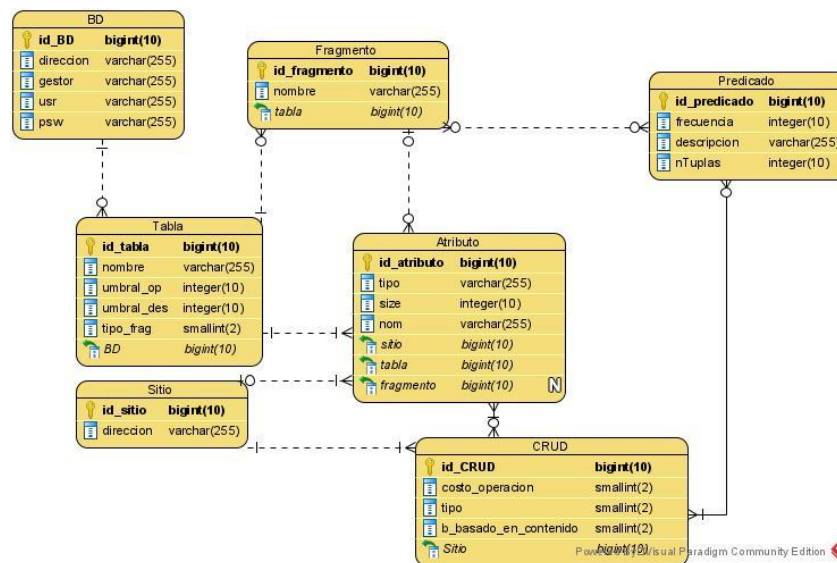 BD
id_BD bigint(10)
direccion varchar(255)
gestor varchar(255)
usr varchar(255)
psw varchar(255)
Fragmento
id_fragmento bigint(10)
nombre varchar(255)
tabla bigint(10)
Predicado
id_predicado bigint(10)
frecuencia integer(10)
descripcion varchar(255)
nTuplas integer(10)
Tabla
id_tabla bigint(10)
nombre varchar(255)
umbral_op integer(10)
umbral_des integer(10)
tipo_frag smallint(2)
BD bigint(10)
Atributo
id_atributo bigint(10)
tipo varchar(255)
size integer(10)
nom varchar(255)
sitio bigint(10)
tabla bigint(10)
fragmento bigint(10) N
Sitio
id_sitio bigint(10)
direccion varchar(255)
CRUD
id_CRUD bigint(10)
costo_operacion smallint(2)
tipo smallint(2)
b_basado_en_contenido smallint(2)
Sitio bigint(10)
Visual Paradigm Community Edition